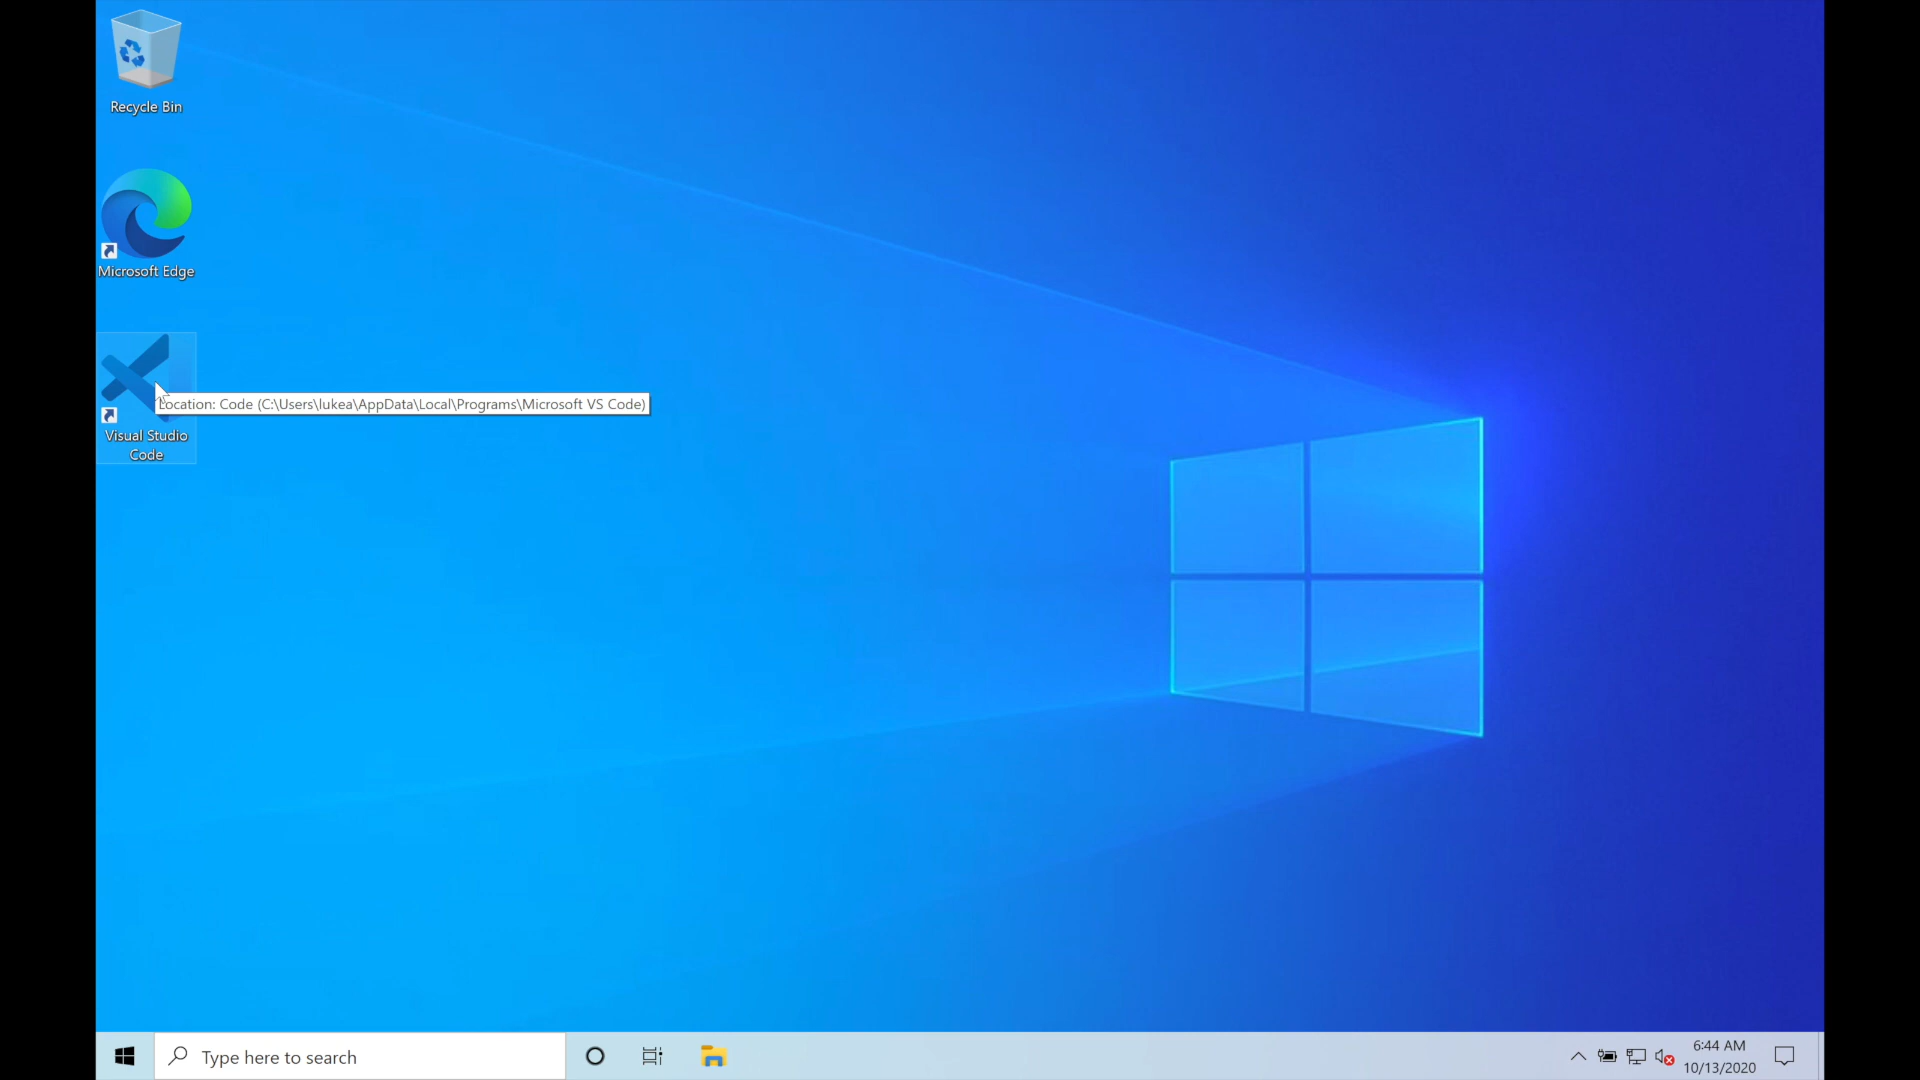 Recycle Bin
Microsoft Edge
Location: Code (C:\Users\lukea\AppData\Local\Programs\Microsoft VS Code)
Visual Studio
Code
Type here to search
6:44 AM
10/13/2020